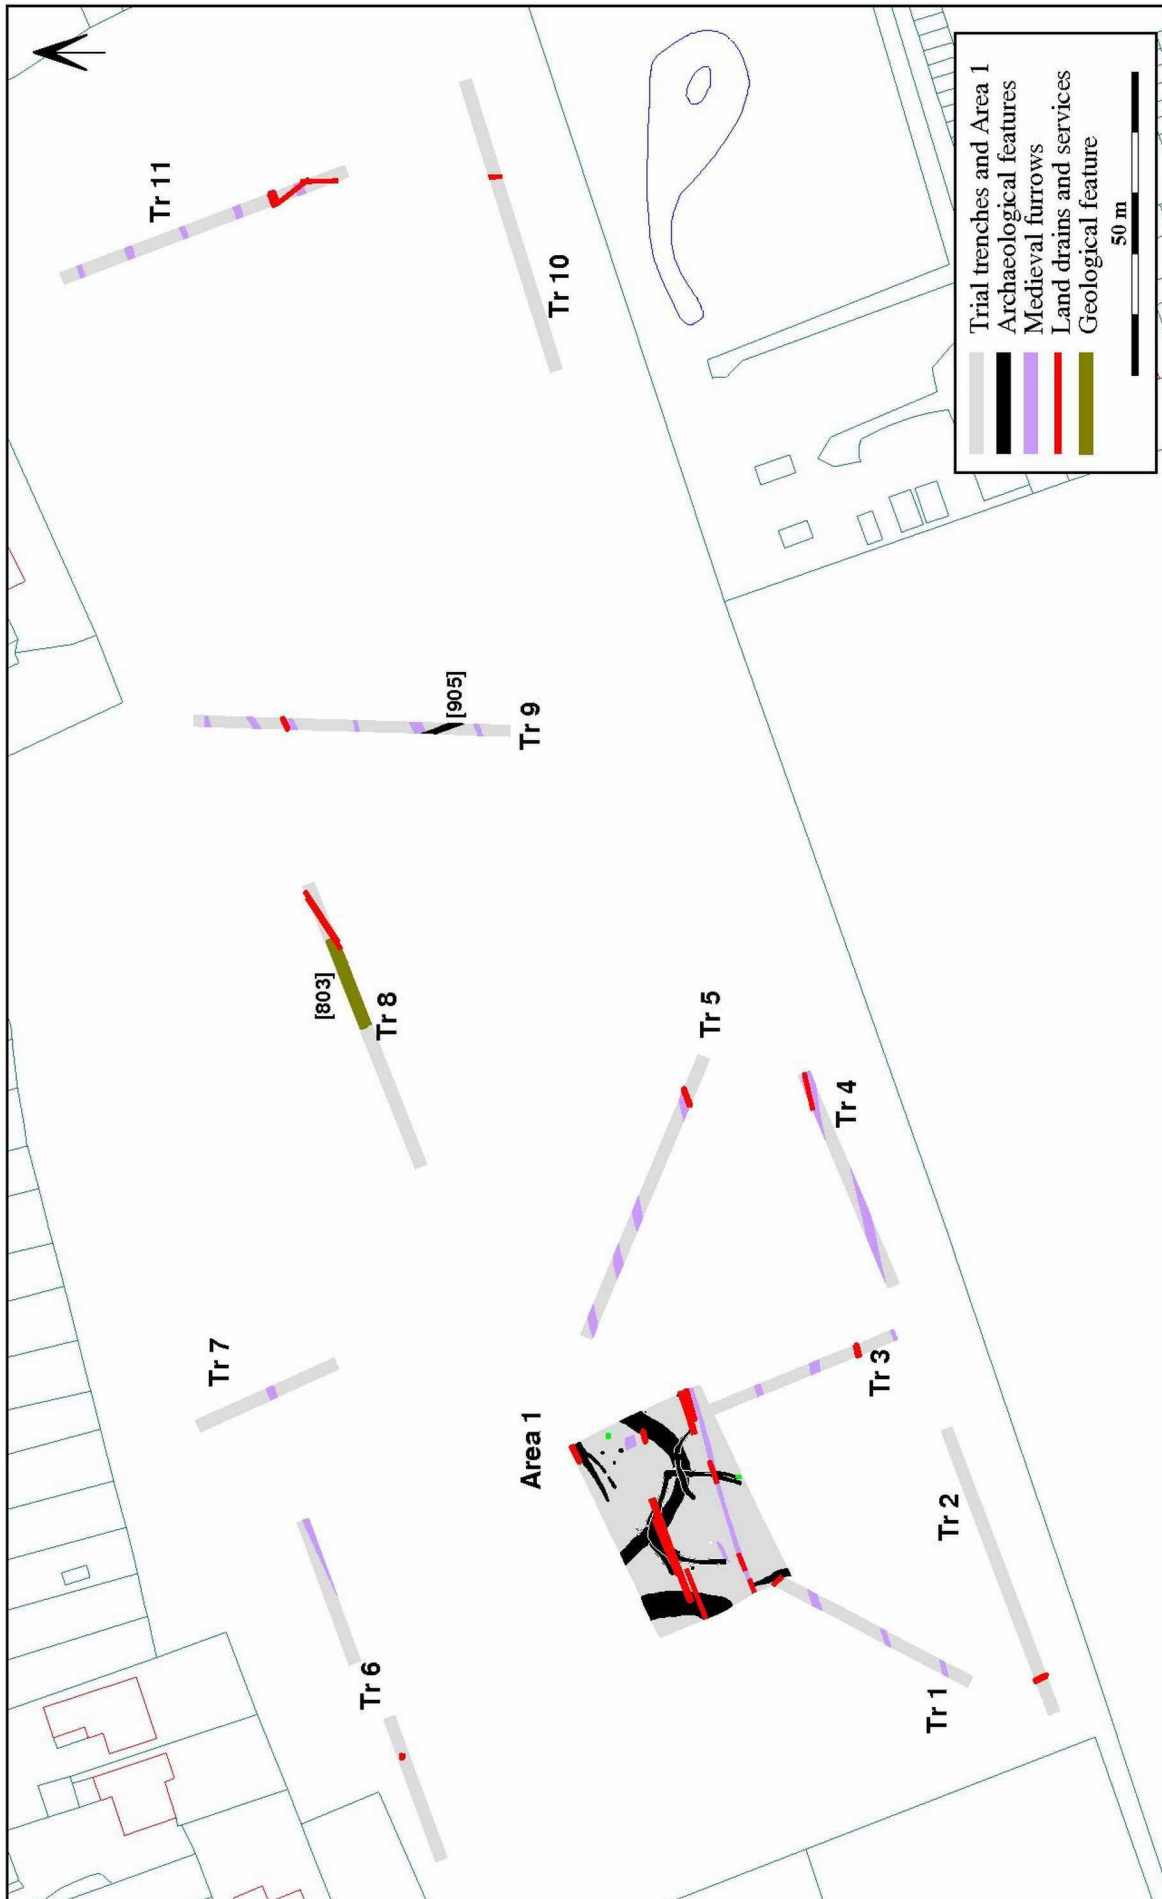 Tr 11
Tr 10
Tr 9
[905]
[803]
Tr 8
Tr 7
Tr 6
Tr 5
Tr 4
Area 1
Tr 3
Tr 2
Tr 1
Trial trenches and Area 1
Archaeological features
Medieval furrows
Land drains and services
Geological feature
50 m